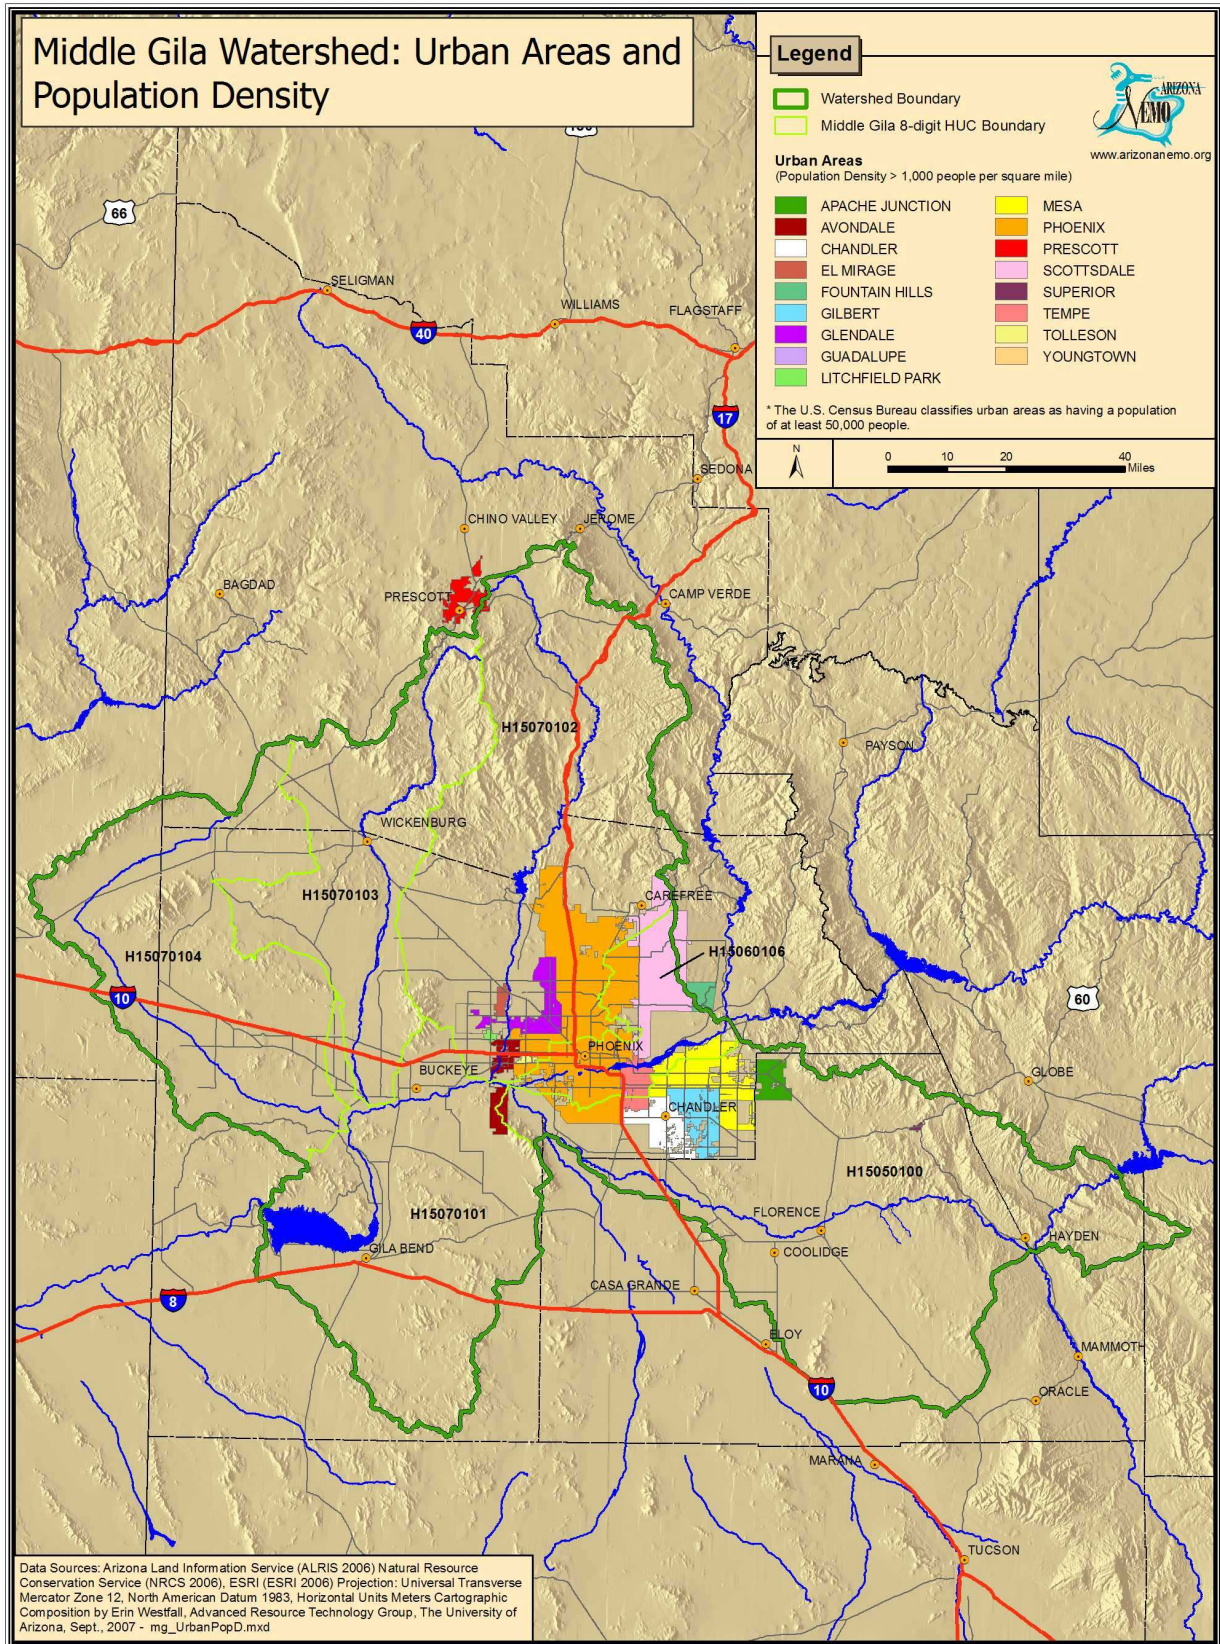 Middle Gila Watershed: Urban Areas and
Population Density
Legend
Watershed Boundary
Middle Gila 8-digit HUC Boundary
ARIZONA
NEMO
www.arizonanemo.org
Urban Areas
(Population Density > 1,000 people per square mile)
APACHE JUNCTION
AVONDALE
CHANDLER
EL MIRAGE
FOUNTAIN HILLS
GILBERT
GLENDALE
GUADALUPE
LITCHFIELD PARK
MESA
PHOENIX
PRESCOTT
SCOTTSDALE
SUPERIOR
TEMPE
TOLLESON
YOUNGTOWN
* The U.S. Census Bureau classifies urban areas as having a population
of at least 50,000 people.
N
0 10 20 40
Miles
66
SELIGMAN
WILLIAMS
FLAGSTAFF
40
17
SEDONA
CHINO VALLEY
JEROME
BAGDAD
PRESCOTT
CAMP VERDE
H15070102
PAYSON
WICKENBURG
H15070103
CAREFREE
H15070104
H15060106
10
60
PHOENIX
BUCKEYE
GLOBE
CHANDLER
H15050100
H15070101
FLORENCE
HAYDEN
GILA BEND
COOLIDGE
CASA GRANDE
8
ELOY
MAMMOTH
10
ORACLE
MARANA
TUCSON
Data Sources: Arizona Land Information Service (ALRIS 2006) Natural Resource
Conservation Service (NRCS 2006), ESRI (ESRI 2006) Projection: Universal Transverse
Mercator Zone 12, North American Datum 1983, Horizontal Units Meters Cartographic
Composition by Erin Westfall, Advanced Resource Technology Group, The University of
Arizona, Sept., 2007 - mg_UrbanPopD.mxd